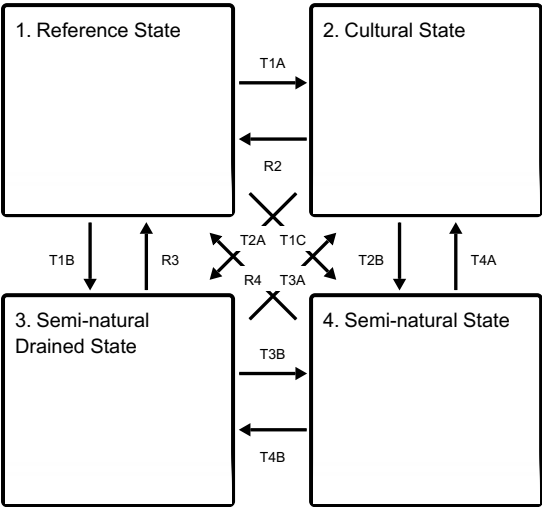 1. Reference State
2. Cultural State
T1A
R2
T2A
T1C
T1B
R3
T2B
T4A
R4
T3A
3. Semi-natural
Drained State
4. Semi-natural State
T3B
T4B